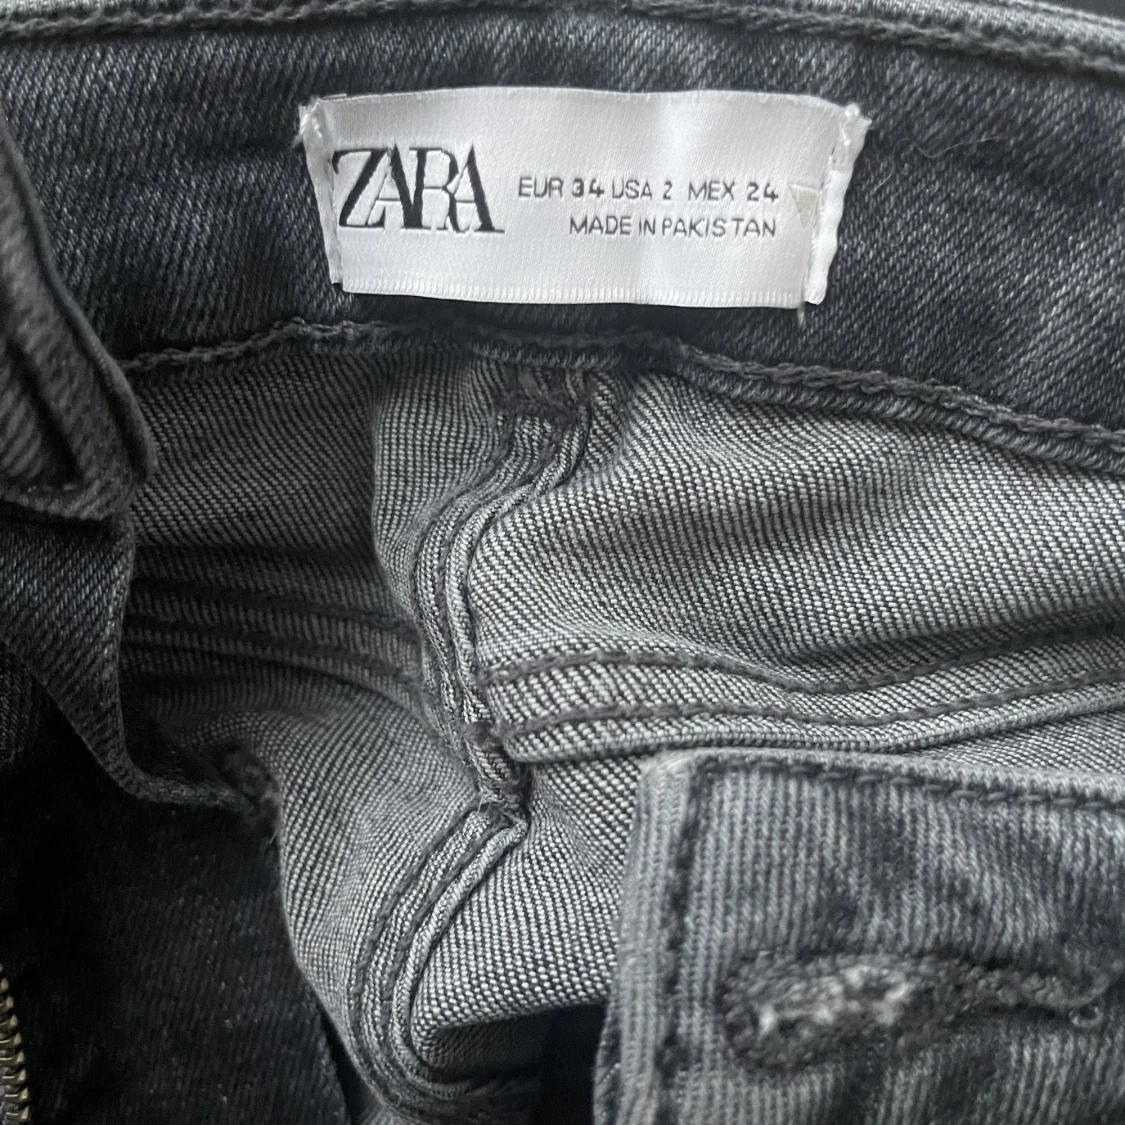 ZARA
EUR 34 USA 2 MEX 24
MADE IN PAKISTAN